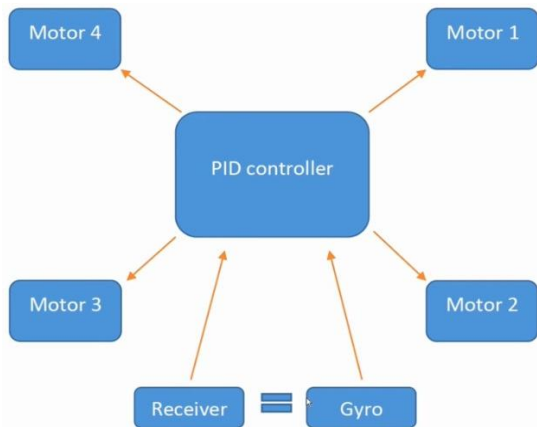 Motor 4
Motor 1
PID controller
Motor 3
Motor 2
Receiver
=
Gyro